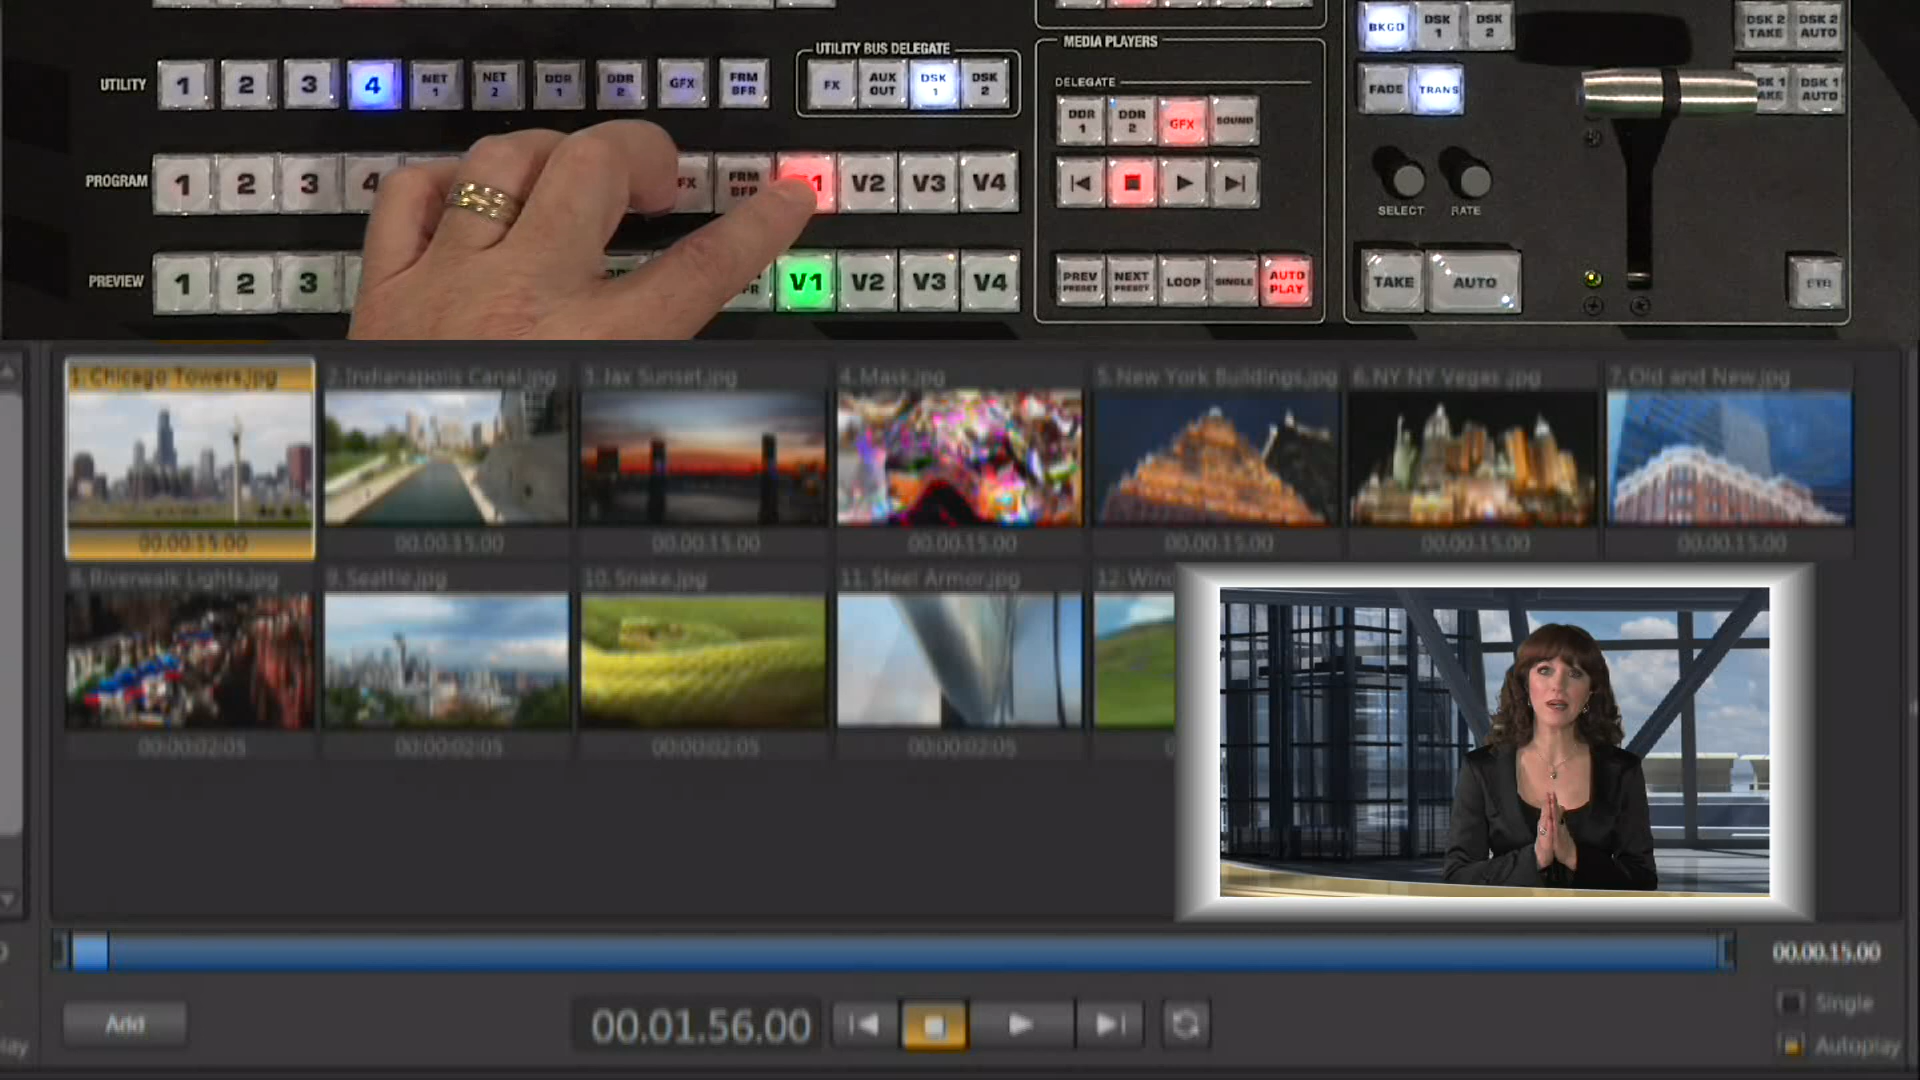 UTILITY 1 2 3 4 NET 1 NET 2 DDR 1 DDR 2 GFX FRM BFR
UTILITY BUS DELEGATE
FX AUX OUT DSK 1 DSK 2
PROGRAM 1 2 3 4 FRM BFR V1 V2 V3 V4
PREVIEW 1 2 3 V1 V2 V3 V4
MEDIA PLAYERS
DELEGATE
DDR 1 DDR 2 GFX SOUND
PREV PRESET NEXT PRESET LOOP SINGLE AUTO PLAY
BKGD DSK 1 DSK 2
DSK 2 TAKE DSK 2 AUTO
FADE TRANS
DSK 1 AUTO
SELECT RATE
TAKE AUTO
FTB
1. Chicago Towers.jpg
00:00:15.00
2. Indianapolis Canal.jpg
00:00:15.00
3. Jax Sunset.jpg
00:00:15.00
4. Mask.jpg
00:00:15.00
5. New York Buildings.jpg
00:00:15.00
6. NY NY Vegas .jpg
00:00:15.00
7. Old and New.jpg
00:00:15.00
8. Riverwalk Lights.jpg
00:00:02:05
9. Seattle.jpg
00:00:02:05
10. Snake.jpg
00:00:02:05
11. Steel Armor.jpg
00:00:02:05
12. Wind
00.00.15.00
Add
00.01.56.00
Single
Autoplay